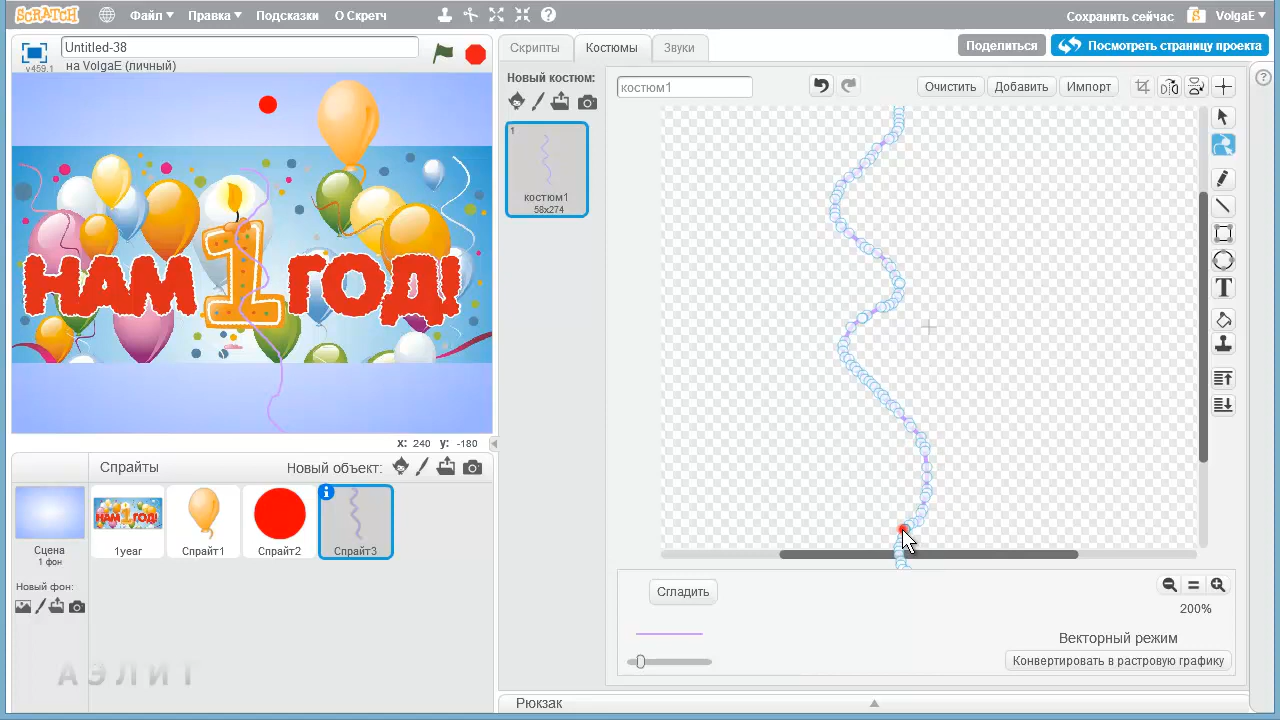 SCRATCH
Файл
Правка
Подсказки
О Скретч
Сохранить сейчас
VolgaE
Untitled-38
на VolgaE (личный)
v459.1
Скрипты
Костюмы
Звуки
Поделиться
Посмотреть страницу проекта
Новый костюм:
костюм1
Очистить
Добавить
Импорт
1
костюм1
58x274
НАМ 1 ГОД!
x: 240 y: -180
Спрайты
Новый объект:
Сцена
1 фон
Новый фон:
1year
Спрайт1
Спрайт2
Спрайт3
АЭЛИТ
Сгладить
200%
Векторный режим
Конвертировать в растровую графику
Рюкзак